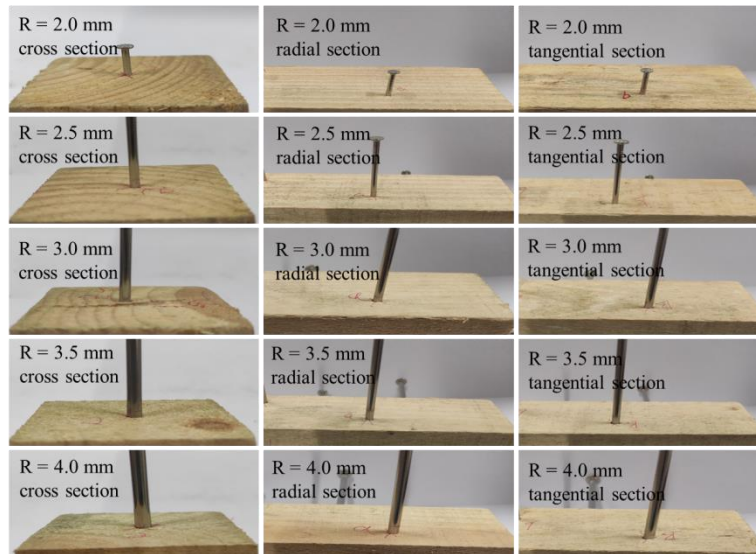 R = 2.0 mm
cross section
R = 2.0 mm
radial section
R = 2.0 mm
tangential section
R = 2.5 mm
cross section
R = 2.5 mm
radial section
R = 2.5 mm
tangential section
R = 3.0 mm
cross section
R = 3.0 mm
radial section
R = 3.0 mm
tangential section
R = 3.5 mm
cross section
R = 3.5 mm
radial section
R = 3.5 mm
tangential section
R = 4.0 mm
cross section
R = 4.0 mm
radial section
R = 4.0 mm
tangential section